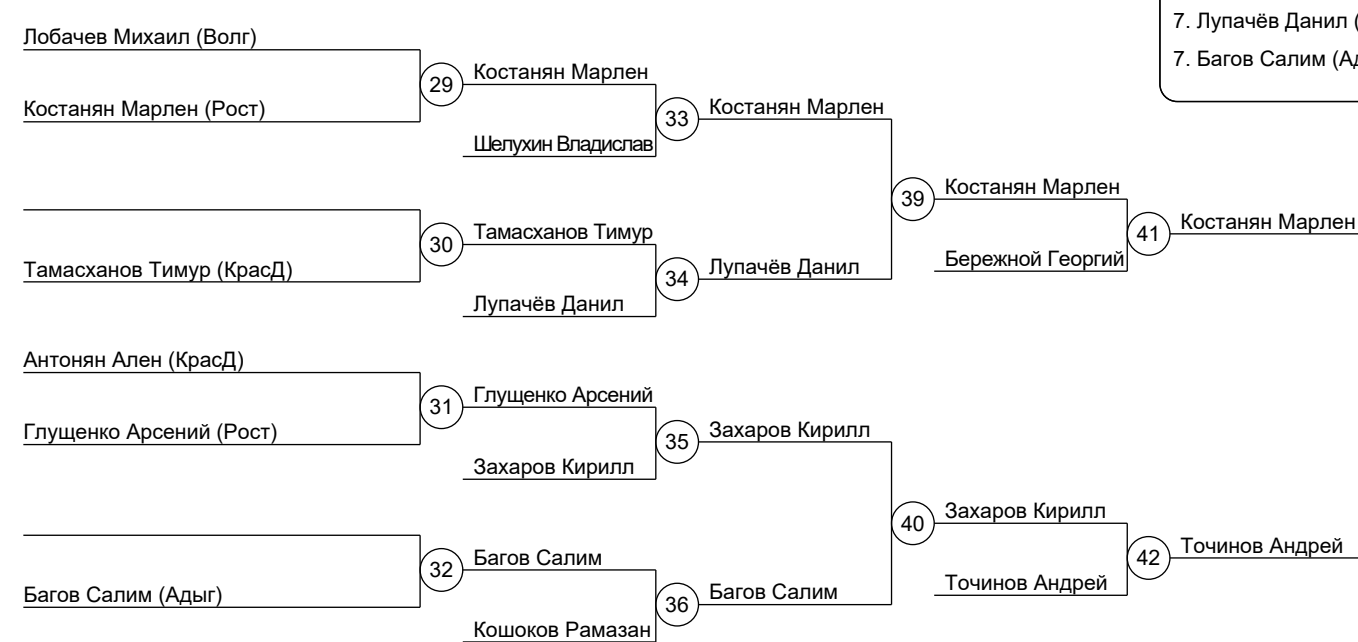 7. Лупачёв Данил (
7. Багов Салим (Ад
Лобачев Михаил (Волг)
29
Костанян Марлен
Костанян Марлен (Рост)
33
Костанян Марлен
Шелухин Владислав
39
Костанян Марлен
30
Тамасханов Тимур
41
Костанян Марлен
Тамасханов Тимур (КрасД)
34
Лупачёв Данил
Бережной Георгий
Лупачёв Данил
Антонян Ален (КрасД)
31
Глущенко Арсений
Глущенко Арсений (Рост)
35
Захаров Кирилл
Захаров Кирилл
40
Захаров Кирилл
32
Багов Салим
42
Точинов Андрей
Багов Салим (Адыг)
36
Багов Салим
Точинов Андрей
Кошоков Рамазан